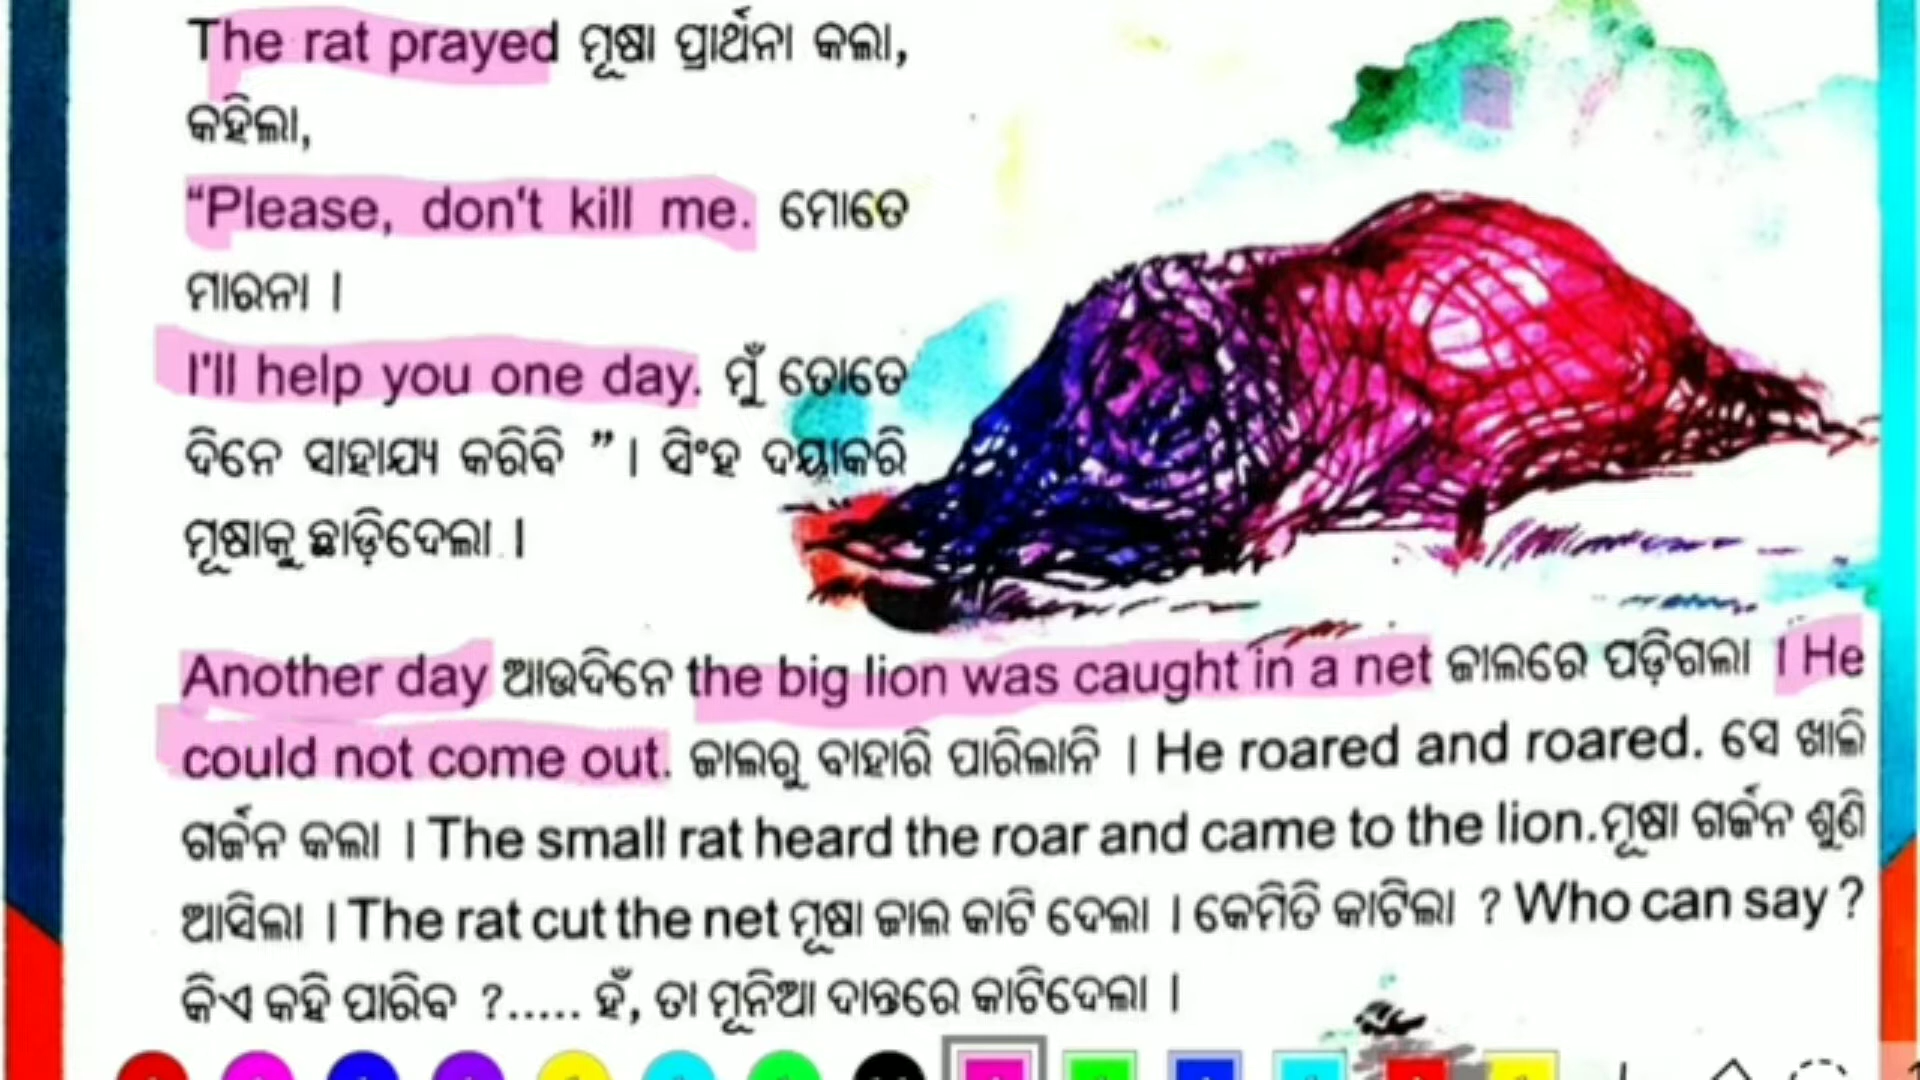 The rat prayed ମୂଷା ପ୍ରାର୍ଥନା କଲା,
କହିଲା,
“Please, don't kill me. ମୋତେ
ମାରନା ।
I'll help you one day. ମୁଁ ତୋତେ
ଦିନେ ସାହାଯ୍ୟ କରିବି ” । ସିଂହ ଦୟାକରି
ମୂଷାକୁ ଛାଡ଼ିଦେଲା ।
Another day ଆଉଦିନେ the big lion was caught in a net ଜାଲରେ ପଡ଼ିଗଲା । He
could not come out. ଜାଲରୁ ବାହାରି ପାରିଲାନି । He roared and roared. ସେ ଖାଲି
ଗର୍ଜନ କଲା । The small rat heard the roar and came to the lion.ମୂଷା ଗର୍ଜନ ଶୁଣି
ଆସିଲା । The rat cut the net ମୂଷା ଜାଲ କାଟି ଦେଲା । କେମିତି କାଟିଲା ? Who can say ?
କିଏ କହି ପାରିବ ?..... ହଁ, ତା ମୂନିଆ ଦାନ୍ତରେ କାଟିଦେଲା ।